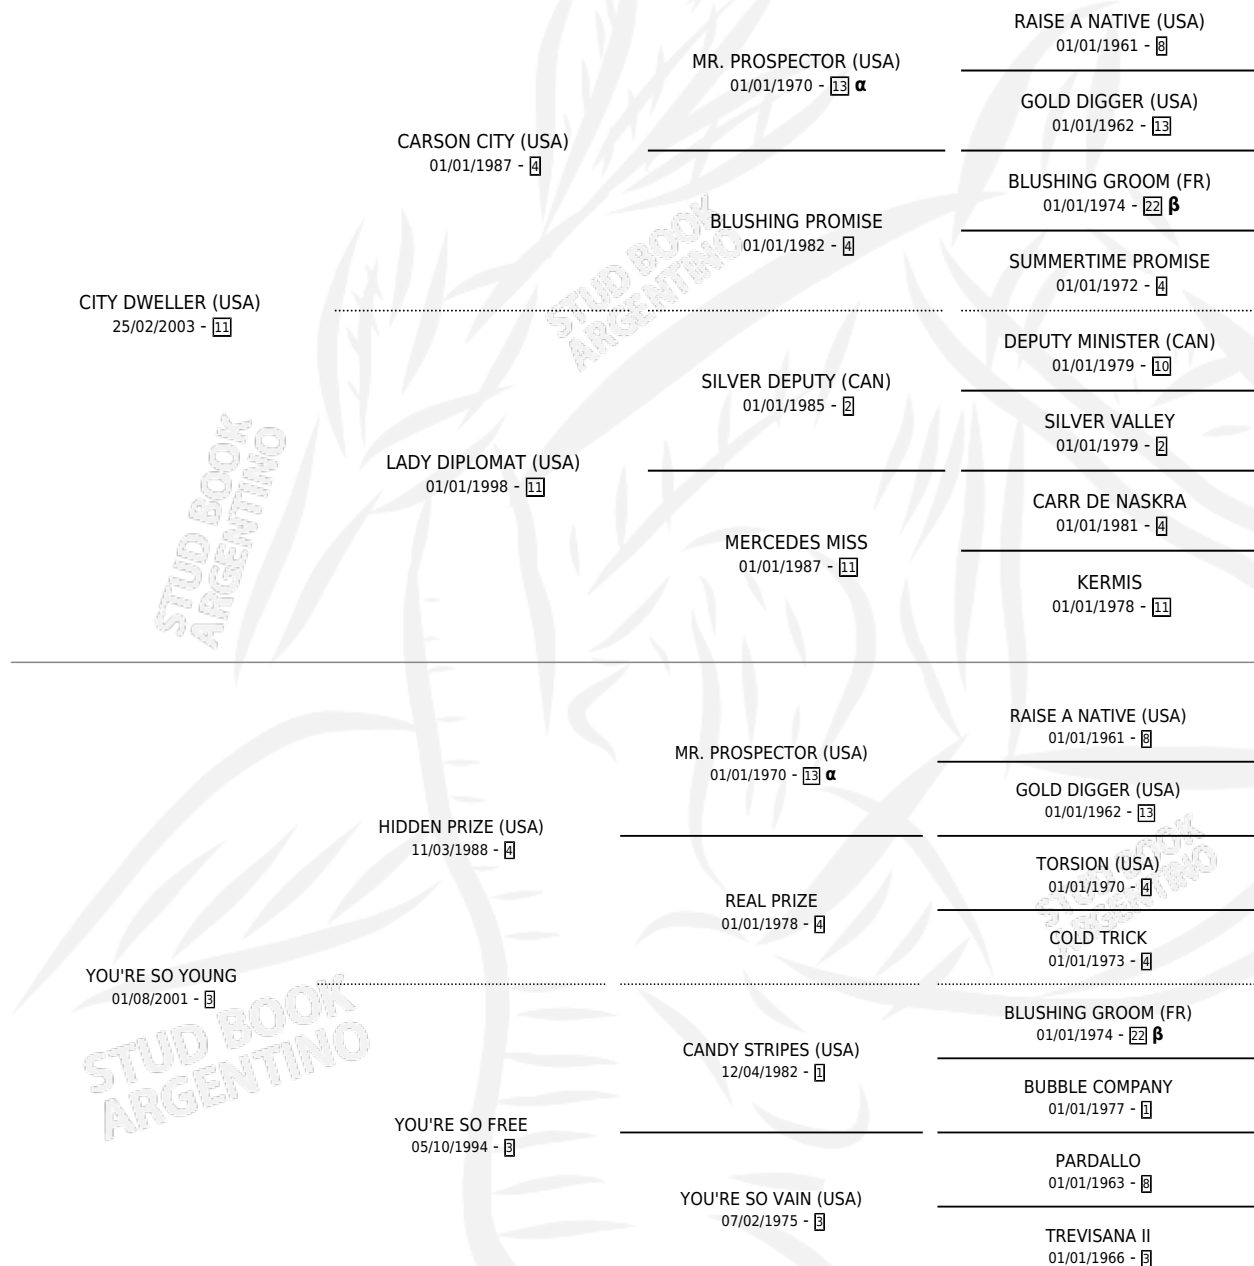 RAISE A NATIVE (USA)
01/01/1961 - 8
MR. PROSPECTOR (USA)
01/01/1970 - 13 α
GOLD DIGGER (USA)
01/01/1962 - 13
CARSON CITY (USA)
01/01/1987 - 4
BLUSHING GROOM (FR)
01/01/1974 - 22 β
BLUSHING PROMISE
01/01/1982 - 4
SUMMERTIME PROMISE
01/01/1972 - 4
CITY DWELLER (USA)
25/02/2003 - 11
STUD BOOK
ARGENTINO
DEPUTY MINISTER (CAN)
01/01/1979 - 10
SILVER DEPUTY (CAN)
01/01/1985 - 2
SILVER VALLEY
01/01/1979 - 2
LADY DIPLOMAT (USA)
01/01/1998 - 11
CARR DE NASKRA
01/01/1981 - 4
MERCEDES MISS
01/01/1987 - 11
KERMIS
01/01/1978 - 11
STUD BOOK
ARGENTINO
RAISE A NATIVE (USA)
01/01/1961 - 8
MR. PROSPECTOR (USA)
01/01/1970 - 13 α
GOLD DIGGER (USA)
01/01/1962 - 13
HIDDEN PRIZE (USA)
11/03/1988 - 4
TORSION (USA)
01/01/1970 - 4
REAL PRIZE
01/01/1978 - 4
COLD TRICK
01/01/1973 - 4
STUD BOOK
ARGENTINO
YOU'RE SO YOUNG
01/08/2001 - 3
STUD BOOK
ARGENTINO
BLUSHING GROOM (FR)
01/01/1974 - 22 β
CANDY STRIPES (USA)
12/04/1982 - 1
BUBBLE COMPANY
01/01/1977 - 1
YOU'RE SO FREE
05/10/1994 - 3
PARDALLO
01/01/1963 - 8
YOU'RE SO VAIN (USA)
07/02/1975 - 3
TREVISANA II
01/01/1966 - 3